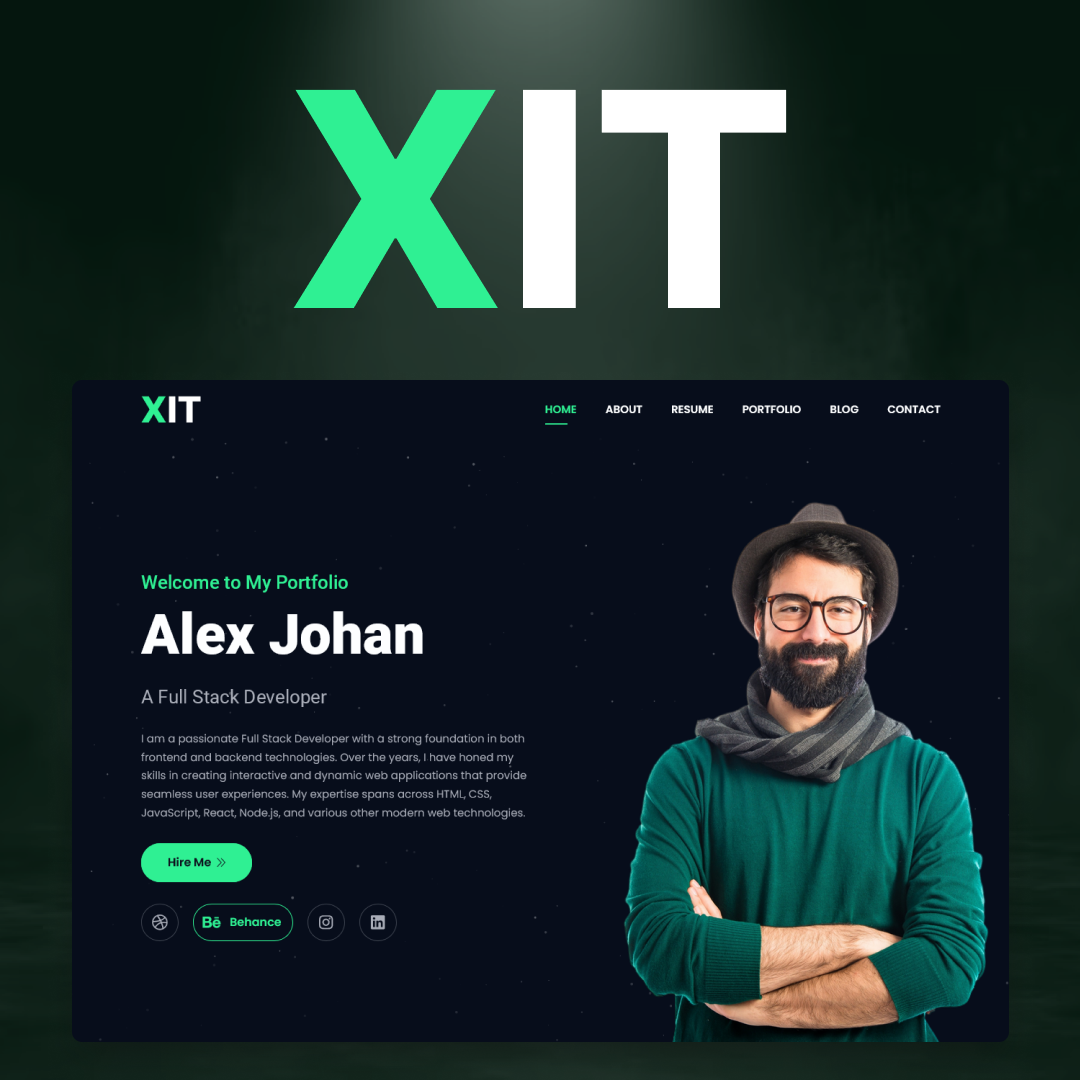 XIT
XIT
HOME ABOUT RESUME PORTFOLIO BLOG CONTACT
Welcome to My Portfolio
Alex Johan
A Full Stack Developer
I am a passionate Full Stack Developer with a strong foundation in both
frontend and backend technologies. Over the years, I have honed my
skills in creating interactive and dynamic web applications that provide
seamless user experiences. My expertise spans across HTML, CSS,
JavaScript, React, Node.js, and various other modern web technologies.
Hire Me
Bē Behance
in